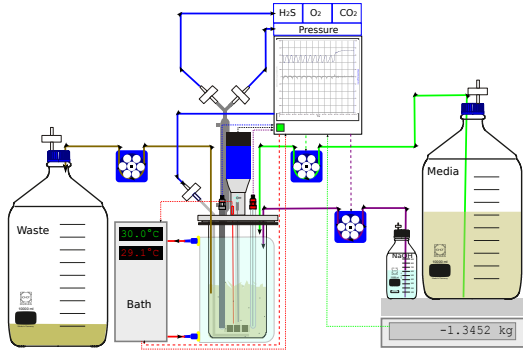 H₂S O₂ CO₂
Pressure
Media
Waste
30.0°C
29.1°C
Bath
NaOH
-1.3452 kg